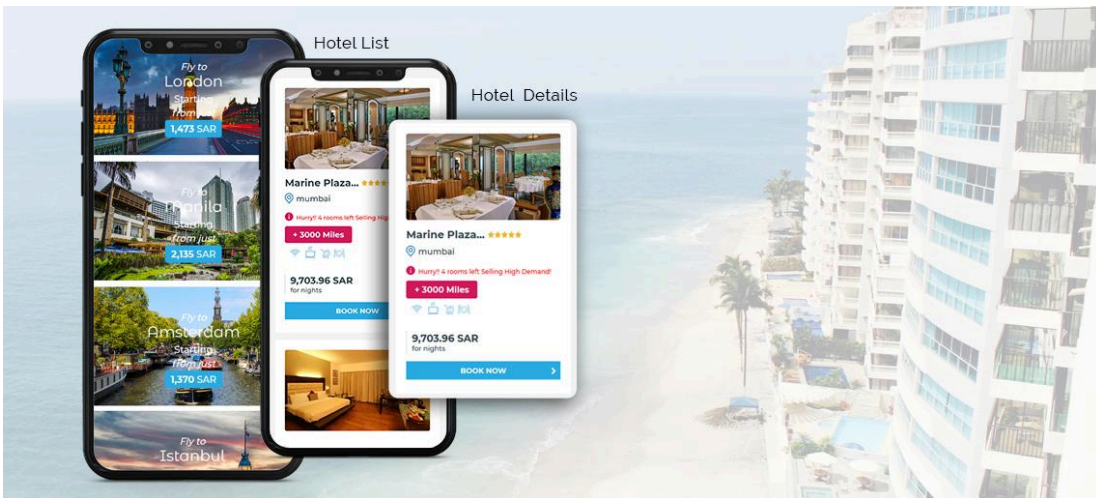 Hotel List
Hotel Details
Fly to
London
Starting
from
1,473 SAR
Fly to
Manila
Starting
from just
2,135 SAR
Fly to
Amsterdam
Starting
from just
1,370 SAR
Fly to
Istanbul
Marine Plaza...
mumbai
Hurry!! 4 rooms left Selling Hig
+ 3000 Miles
9,703.96 SAR
for nights
BOOK NOW
Marine Plaza...
mumbai
Hurry!! 4 rooms left Selling High Demand!
+ 3000 Miles
9,703.96 SAR
for nights
BOOK NOW